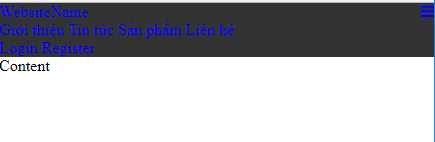 WebsiteName
Giới thiệu Tin tức Sản phẩm Liên hệ
Login Register
Content